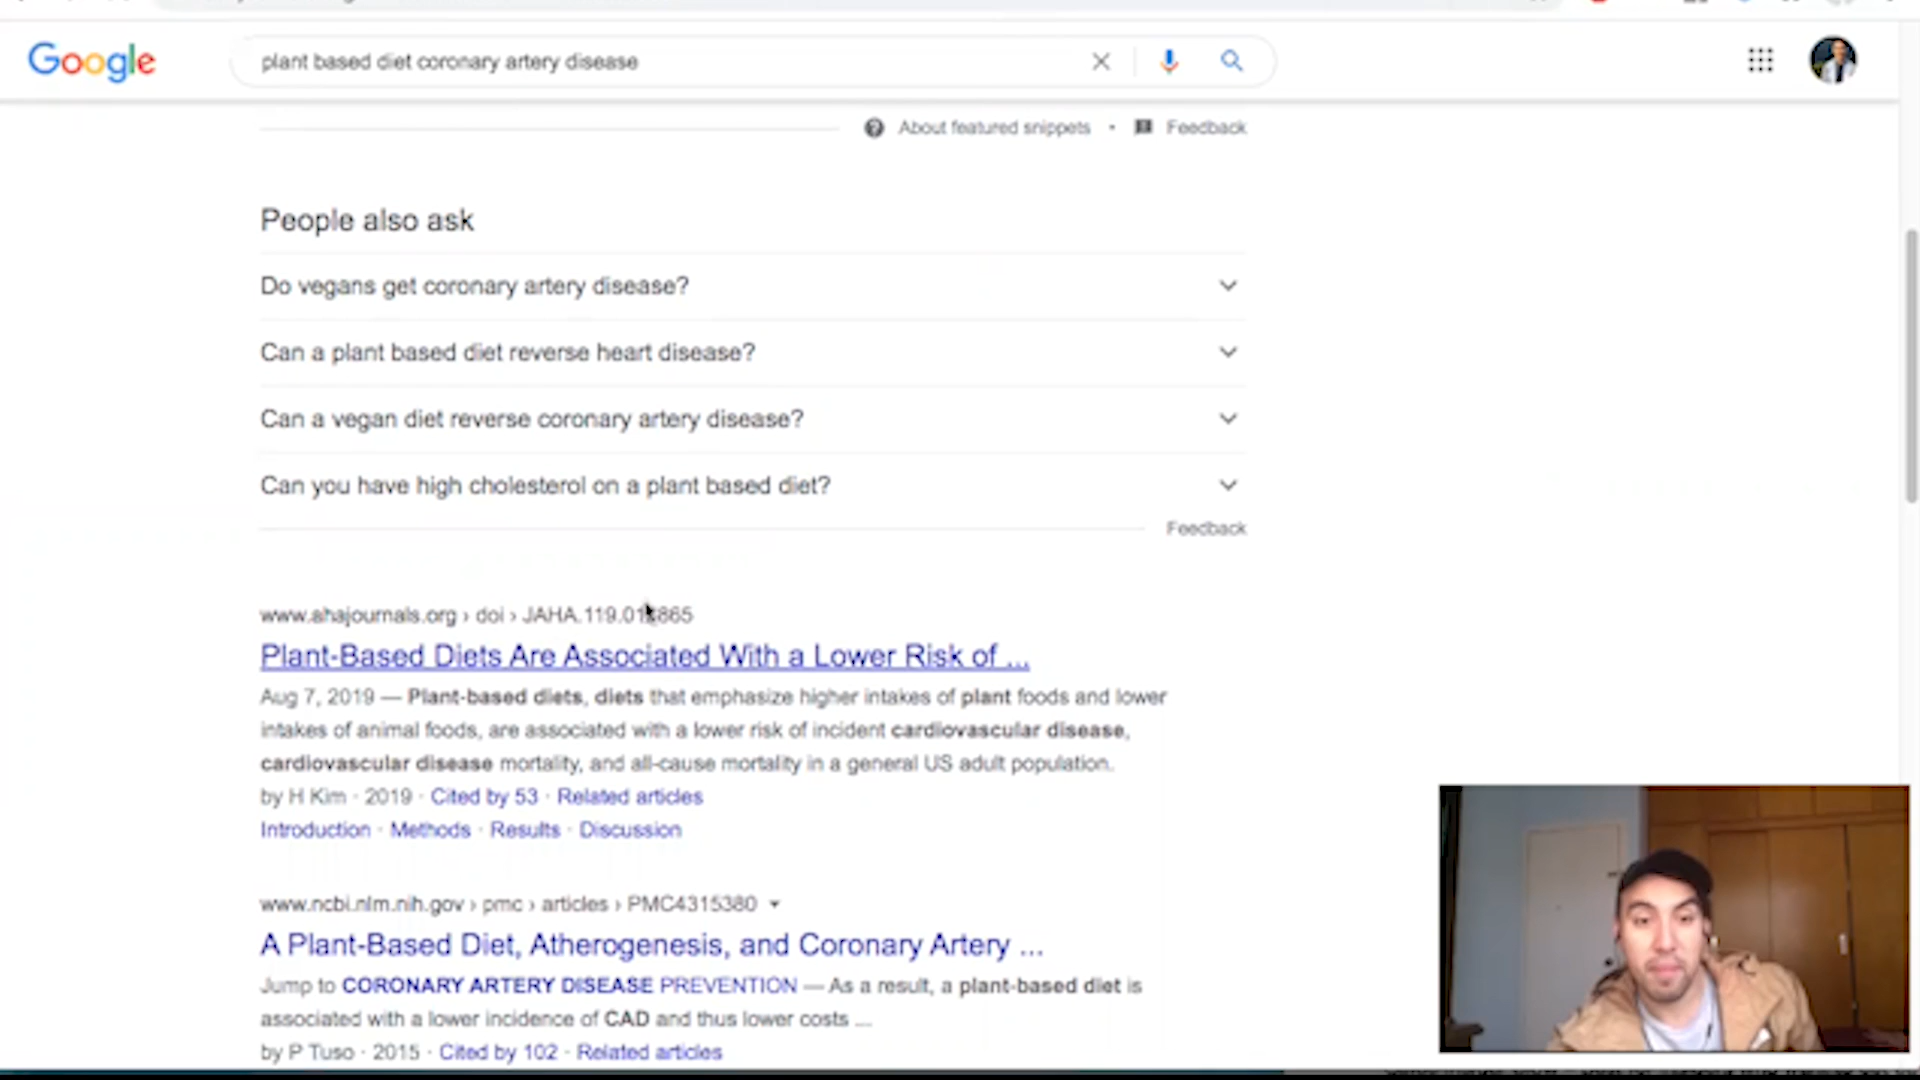 Google
plant based diet coronary artery disease
About featured snippets · Feedback
People also ask
Do vegans get coronary artery disease?
Can a plant based diet reverse heart disease?
Can a vegan diet reverse coronary artery disease?
Can you have high cholesterol on a plant based diet?
Feedback
www.ahajournals.org › doi › JAHA.119.01865
Plant-Based Diets Are Associated With a Lower Risk of ...
Aug 7, 2019 — Plant-based diets, diets that emphasize higher intakes of plant foods and lower
intakes of animal foods, are associated with a lower risk of incident cardiovascular disease,
cardiovascular disease mortality, and all-cause mortality in a general US adult population.
by H Kim · 2019 · Cited by 53 · Related articles
Introduction · Methods · Results · Discussion
www.ncbi.nlm.nih.gov › pmc › articles › PMC4315380
A Plant-Based Diet, Atherogenesis, and Coronary Artery ...
Jump to CORONARY ARTERY DISEASE PREVENTION — As a result, a plant-based diet is
associated with a lower incidence of CAD and thus lower costs ...
by P Tuso · 2015 · Cited by 102 · Related articles